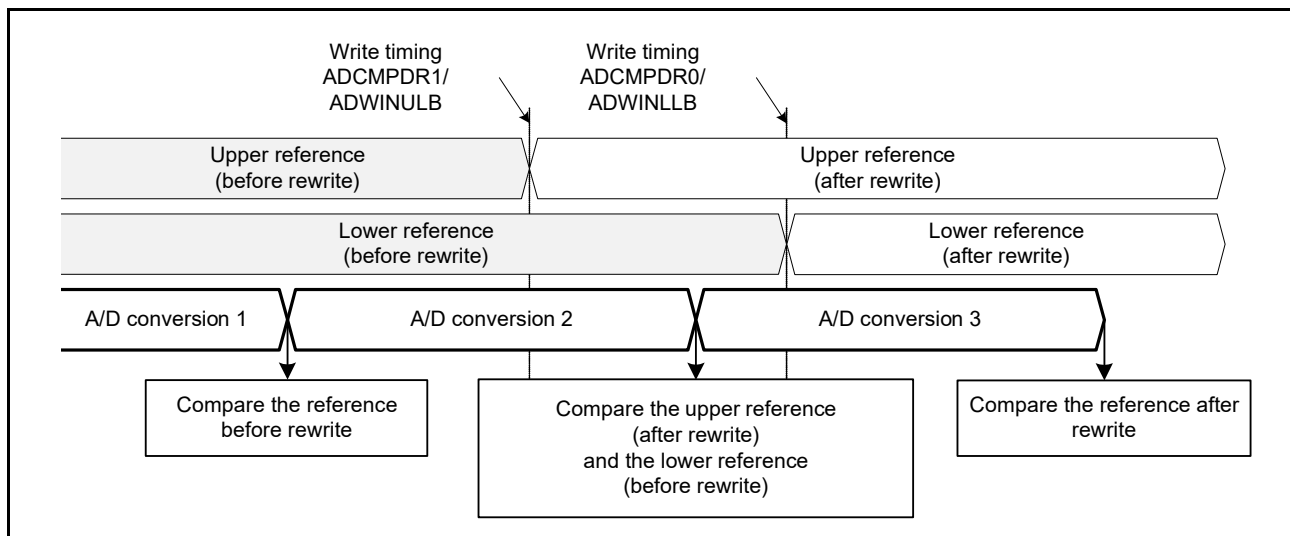 Write timing
ADCMPDR1/
ADWINULB
Write timing
ADCMPDR0/
ADWINLLB
Upper reference
(before rewrite)
Upper reference
(after rewrite)
Lower reference
(before rewrite)
Lower reference
(after rewrite)
A/D conversion 1
A/D conversion 2
A/D conversion 3
Compare the reference
before rewrite
Compare the upper reference
(after rewrite)
and the lower reference
(before rewrite)
Compare the reference after
rewrite